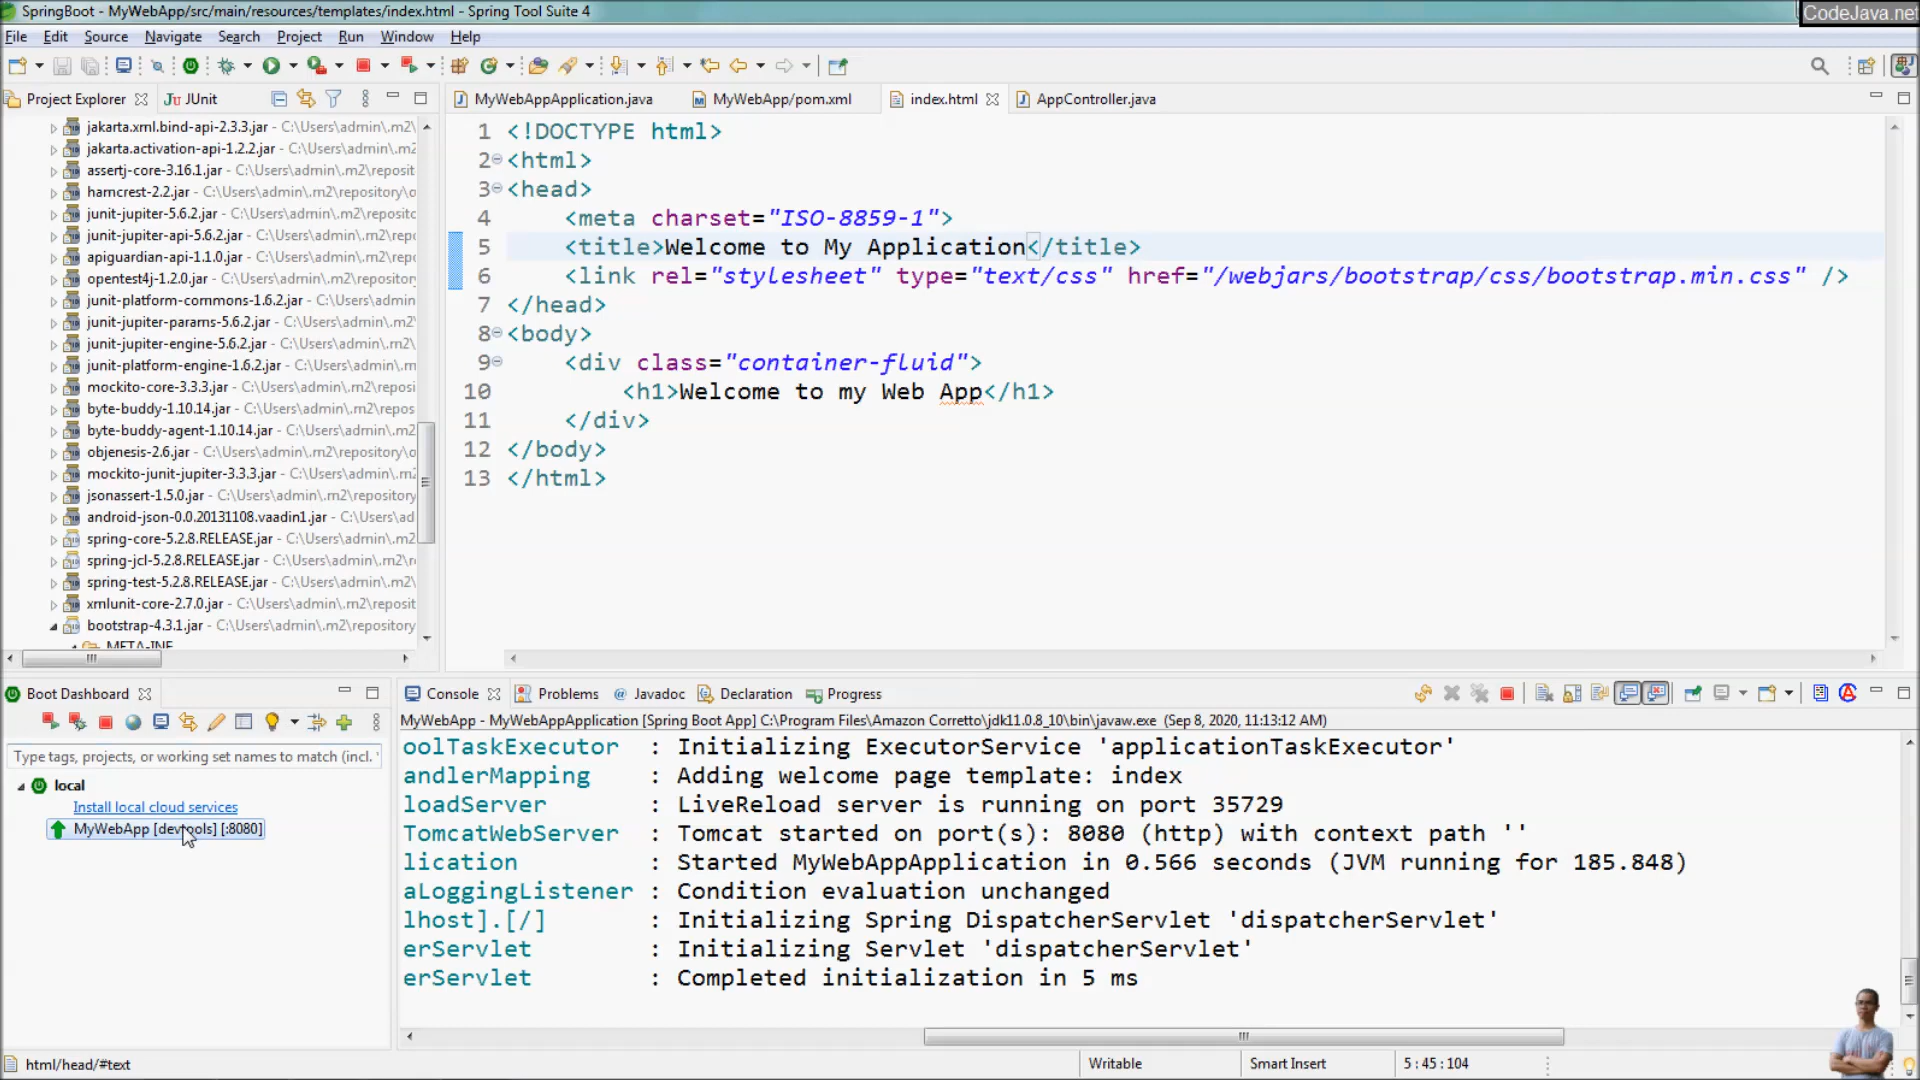 SpringBoot - MyWebApp/src/main/resources/templates/index.html - Spring Tool Suite 4
CodeJava.net
File Edit Source Navigate Search Project Run Window Help
Project Explorer JUnit
MyWebAppApplication.java MyWebApp/pom.xml index.html AppController.java
jakarta.xml.bind-api-2.3.3.jar - C:\Users\admin\.m2\
jakarta.activation-api-1.2.2.jar - C:\Users\admin\.m2
assertj-core-3.16.1.jar - C:\Users\admin\.m2\reposit
hamcrest-2.2.jar - C:\Users\admin\.m2\repository\o
junit-jupiter-5.6.2.jar - C:\Users\admin\.m2\reposit
junit-jupiter-api-5.6.2.jar - C:\Users\admin\.m2\rep
apiguardian-api-1.1.0.jar - C:\Users\admin\.m2\rep
opentest4j-1.2.0.jar - C:\Users\admin\.m2\repositor
junit-platform-commons-1.6.2.jar - C:\Users\admin
junit-jupiter-params-5.6.2.jar - C:\Users\admin\.m2
junit-jupiter-engine-5.6.2.jar - C:\Users\admin\.m2\
junit-platform-engine-1.6.2.jar - C:\Users\admin\.m
mockito-core-3.3.3.jar - C:\Users\admin\.m2\reposi
byte-buddy-1.10.14.jar - C:\Users\admin\.m2\repos
byte-buddy-agent-1.10.14.jar - C:\Users\admin\.m2
objenesis-2.6.jar - C:\Users\admin\.m2\repository\o
mockito-junit-jupiter-3.3.3.jar - C:\Users\admin\.m2
jsonassert-1.5.0.jar - C:\Users\admin\.m2\repository
android-json-0.0.20131108.vaadin1.jar - C:\Users\ad
spring-core-5.2.8.RELEASE.jar - C:\Users\admin\.m2
spring-jcl-5.2.8.RELEASE.jar - C:\Users\admin\.m2\r
spring-test-5.2.8.RELEASE.jar - C:\Users\admin\.m2\
xmlunit-core-2.7.0.jar - C:\Users\admin\.m2\reposit
bootstrap-4.3.1.jar - C:\Users\admin\.m2\repository
META-INF
1 <!DOCTYPE html>
2 <html>
3 <head>
4 <meta charset="ISO-8859-1">
5 <title>Welcome to My Application</title>
6 <link rel="stylesheet" type="text/css" href="/webjars/bootstrap/css/bootstrap.min.css" />
7 </head>
8 <body>
9 <div class="container-fluid">
10 <h1>Welcome to my Web App</h1>
11 </div>
12 </body>
13 </html>
Boot Dashboard
Type tags, projects, or working set names to match (incl. '
local
Install local cloud services
MyWebApp [devtools] [:8080]
Console Problems @ Javadoc Declaration Progress
MyWebApp - MyWebAppApplication [Spring Boot App] C:\Program Files\Amazon Corretto\jdk11.0.8_10\bin\javaw.exe (Sep 8, 2020, 11:13:12 AM)
oolTaskExecutor : Initializing ExecutorService 'applicationTaskExecutor'
andlerMapping : Adding welcome page template: index
loadServer : LiveReload server is running on port 35729
TomcatWebServer : Tomcat started on port(s): 8080 (http) with context path ''
lication : Started MyWebAppApplication in 0.566 seconds (JVM running for 185.848)
aLoggingListener : Condition evaluation unchanged
lhost].[/] : Initializing Spring DispatcherServlet 'dispatcherServlet'
erServlet : Initializing Servlet 'dispatcherServlet'
erServlet : Completed initialization in 5 ms
html/head/#text
Writable
Smart Insert
5 : 45 : 104